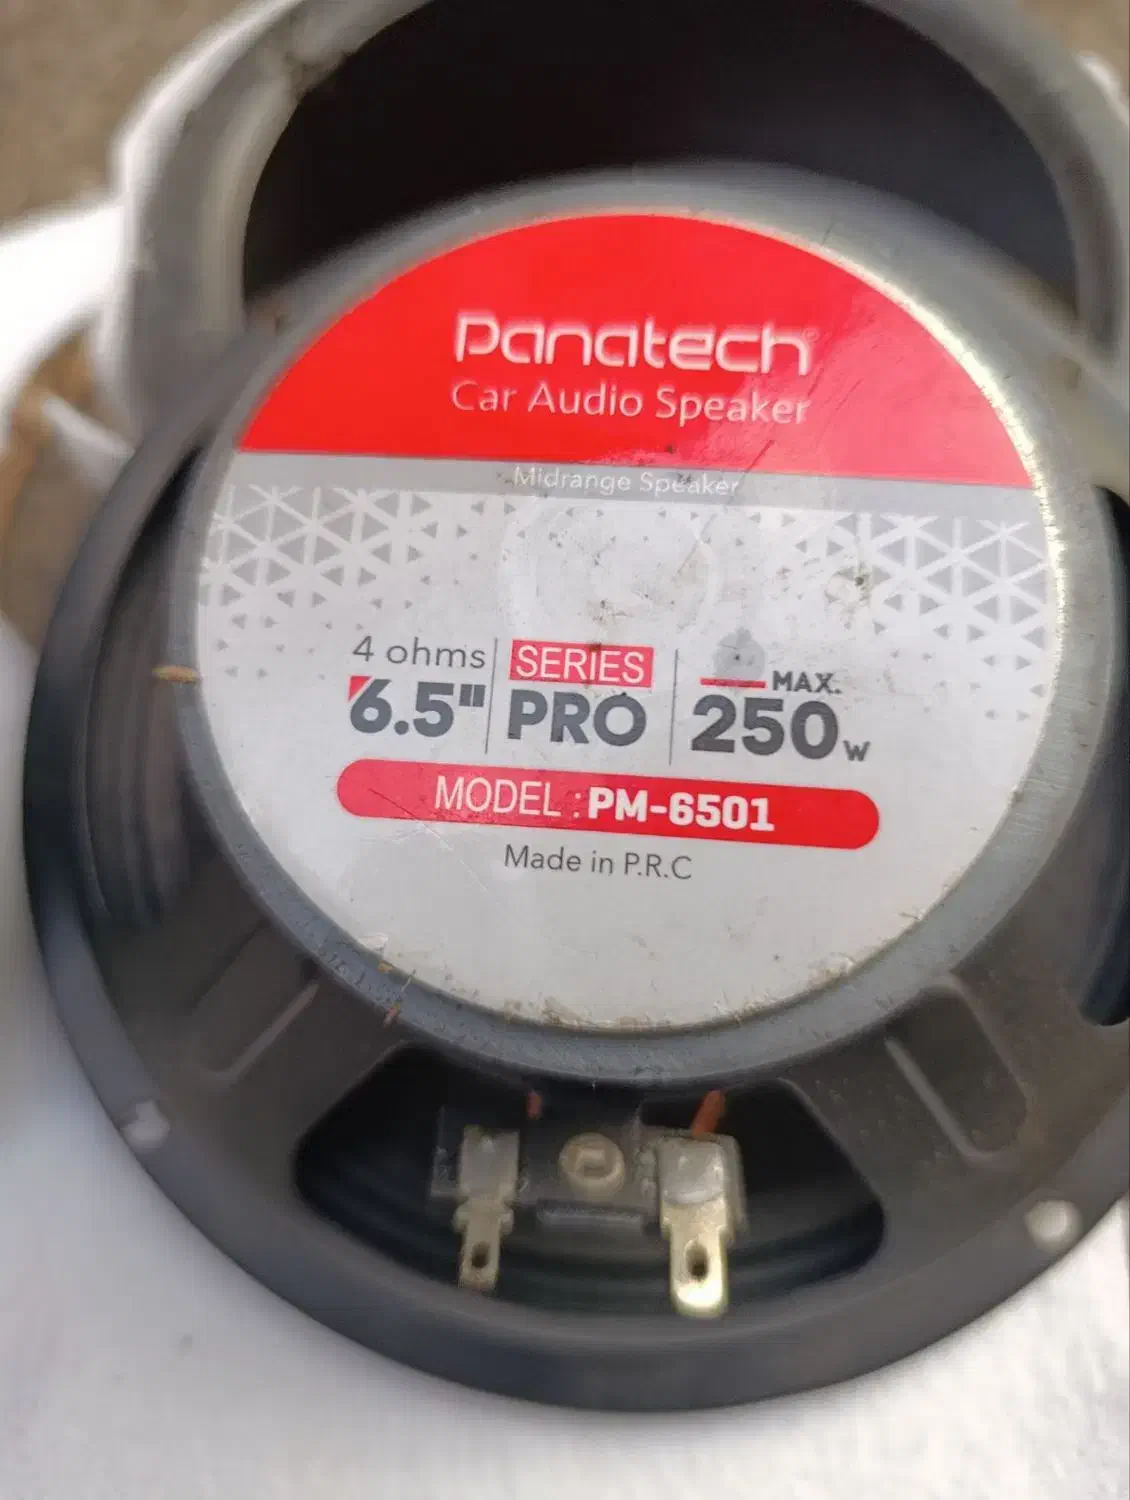 Panatech
Car Audio Speaker
Midrange Speaker
4 ohms SERIES MAX.
6.5" PRO 250w
MODEL : PM-6501
Made in P.R.C